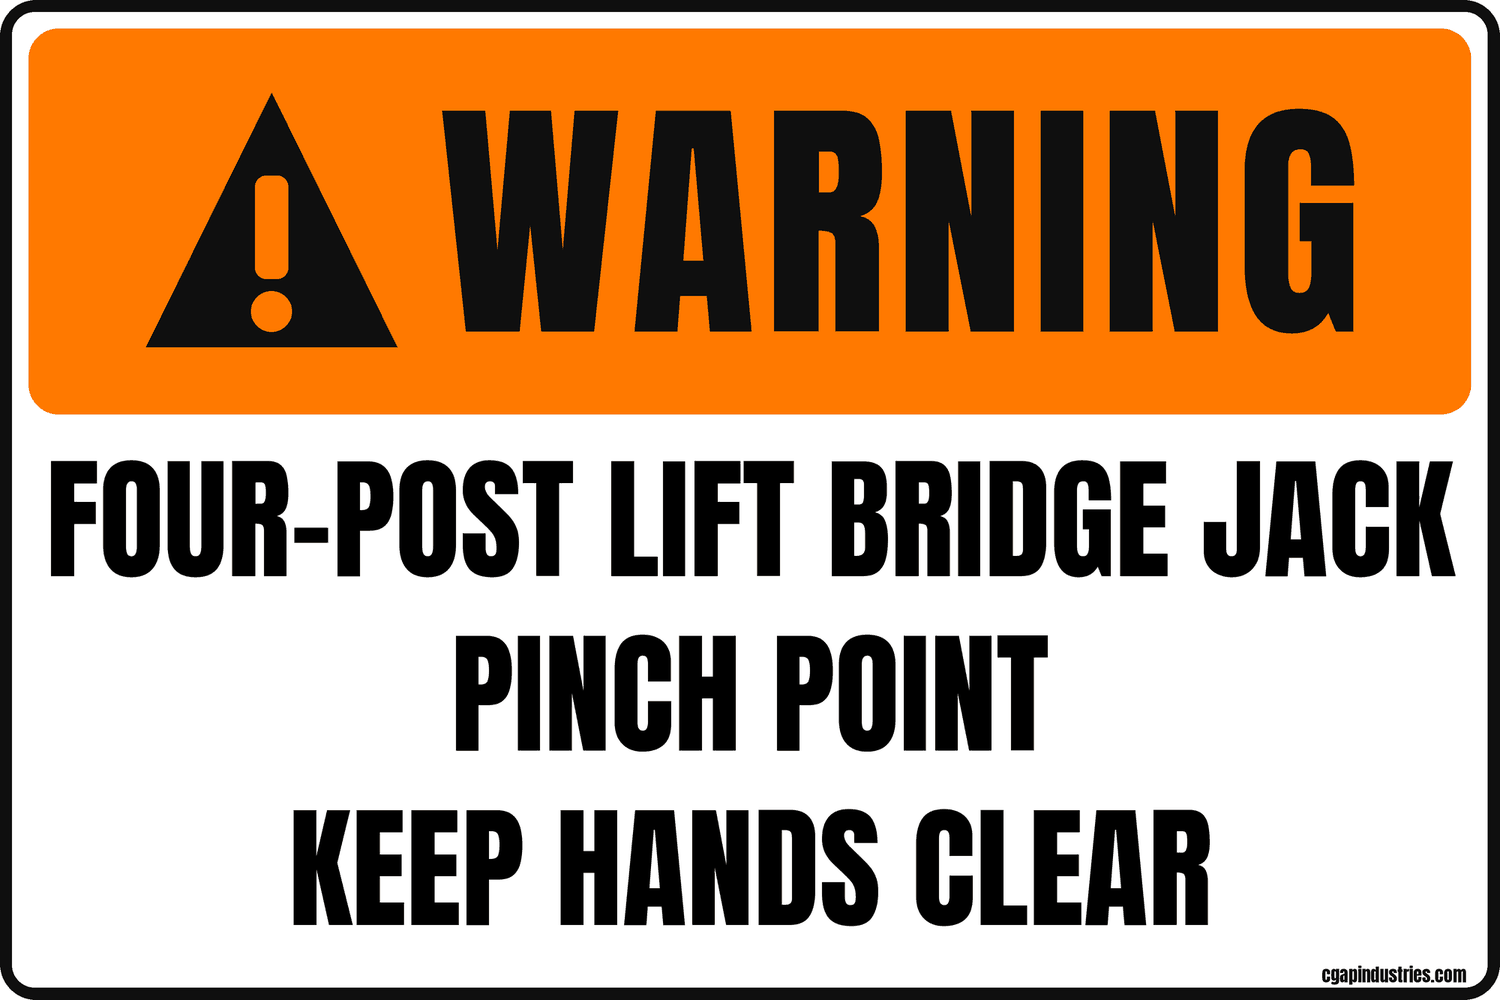 WARNING
FOUR-POST LIFT BRIDGE JACK
PINCH POINT
KEEP HANDS CLEAR
cgapindustries.com